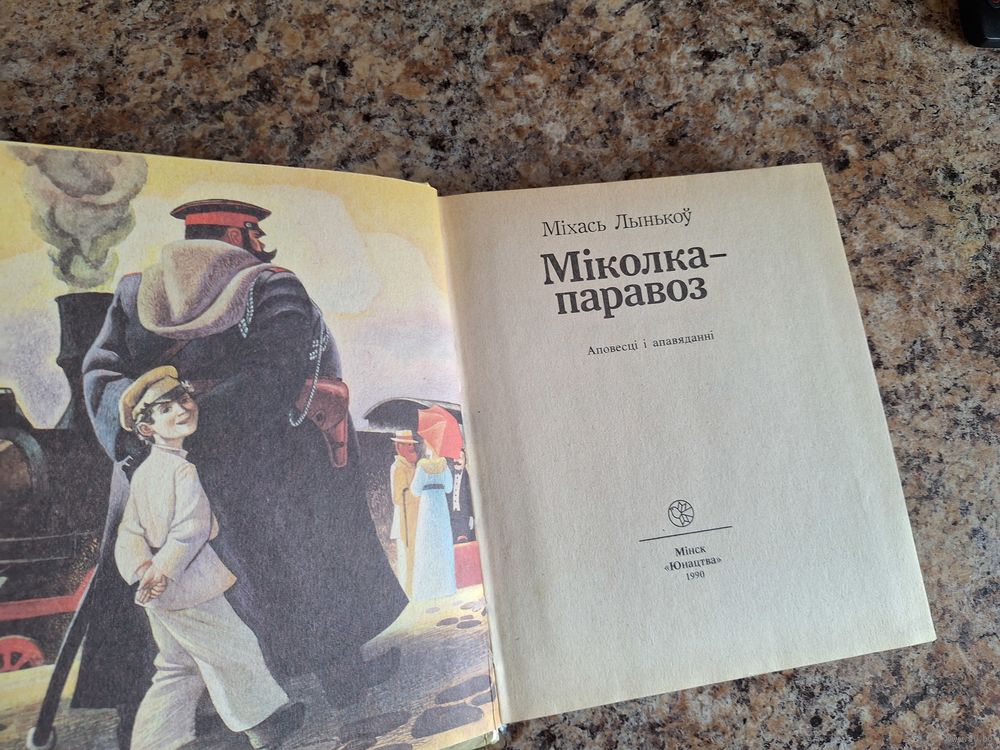 Міхась Лынькоў
Міколка-
паравоз
Аповесці і апавяданні
Мінск
«Юнацтва»
1990